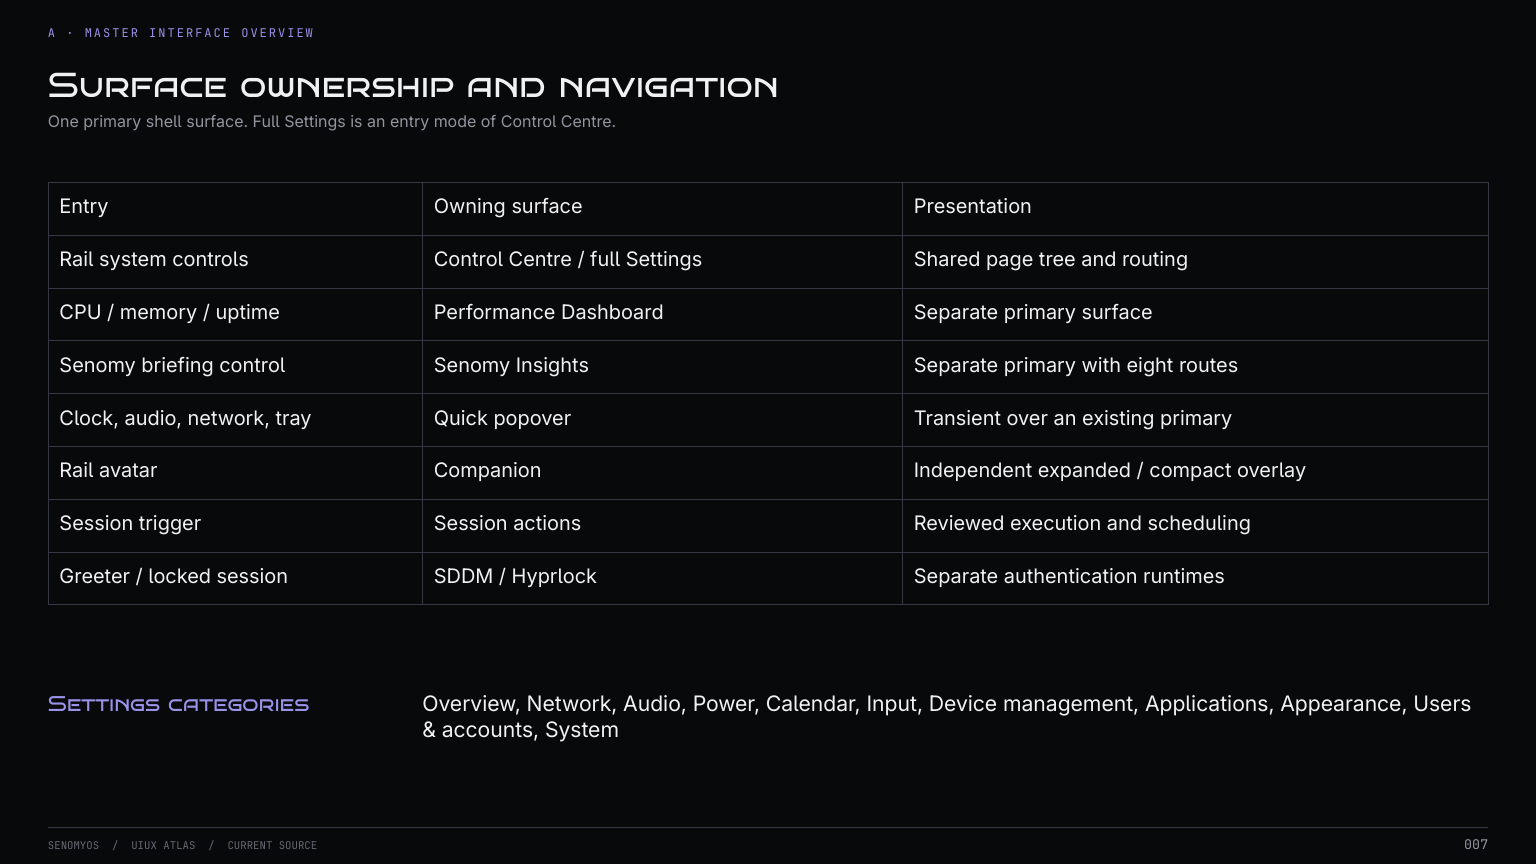 A · MASTER INTERFACE OVERVIEW
Surface ownership and navigation
One primary shell surface. Full Settings is an entry mode of Control Centre.
Entry Owning surface Presentation
Rail system controls Control Centre / full Settings Shared page tree and routing
CPU / memory / uptime Performance Dashboard Separate primary surface
Senomy briefing control Senomy Insights Separate primary with eight routes
Clock, audio, network, tray Quick popover Transient over an existing primary
Rail avatar Companion Independent expanded / compact overlay
Session trigger Session actions Reviewed execution and scheduling
Greeter / locked session SDDM / Hyprlock Separate authentication runtimes
Settings categories Overview, Network, Audio, Power, Calendar, Input, Device management, Applications, Appearance, Users
& accounts, System
SENOMYOS / UIUX ATLAS / CURRENT SOURCE 007